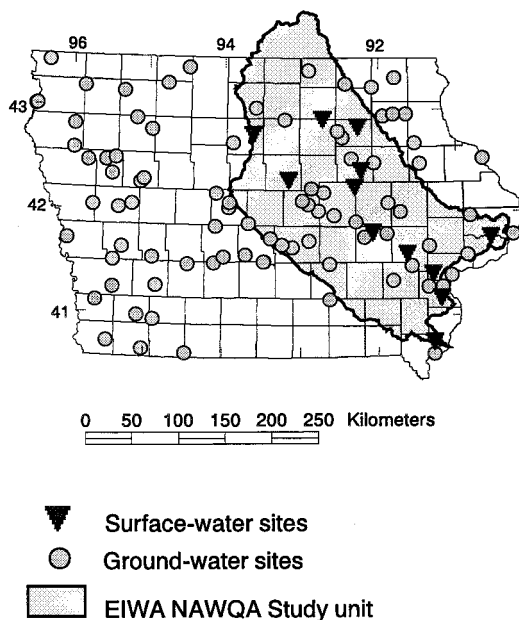 96 94 92
43
42
41
0 50 100 150 200 250 Kilometers
Surface-water sites
Ground-water sites
EIWA NAWQA Study unit